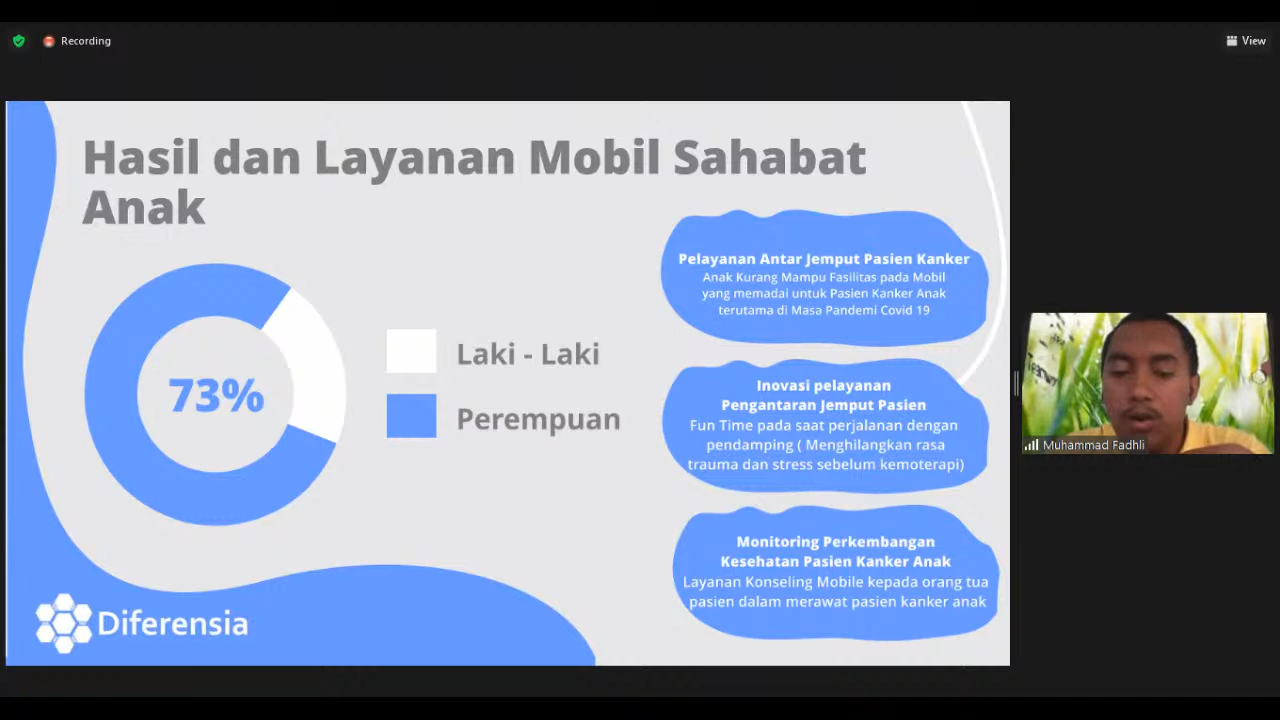 Recording
View
Hasil dan Layanan Mobil Sahabat
Anak
73%
Laki - Laki
Perempuan
Pelayanan Antar Jemput Pasien Kanker
Anak Kurang Mampu Fasilitas pada Mobil
yang memadai untuk Pasien Kanker Anak
terutama di Masa Pandemi Covid 19
Inovasi pelayanan
Pengantaran Jemput Pasien
Fun Time pada saat perjalanan dengan
pendamping ( Menghilangkan rasa
trauma dan stress sebelum kemoterapi)
Monitoring Perkembangan
Kesehatan Pasien Kanker Anak
Layanan Konseling Mobile kepada orang tua
pasien dalam merawat pasien kanker anak
Diferensia
Muhammad Fadhli